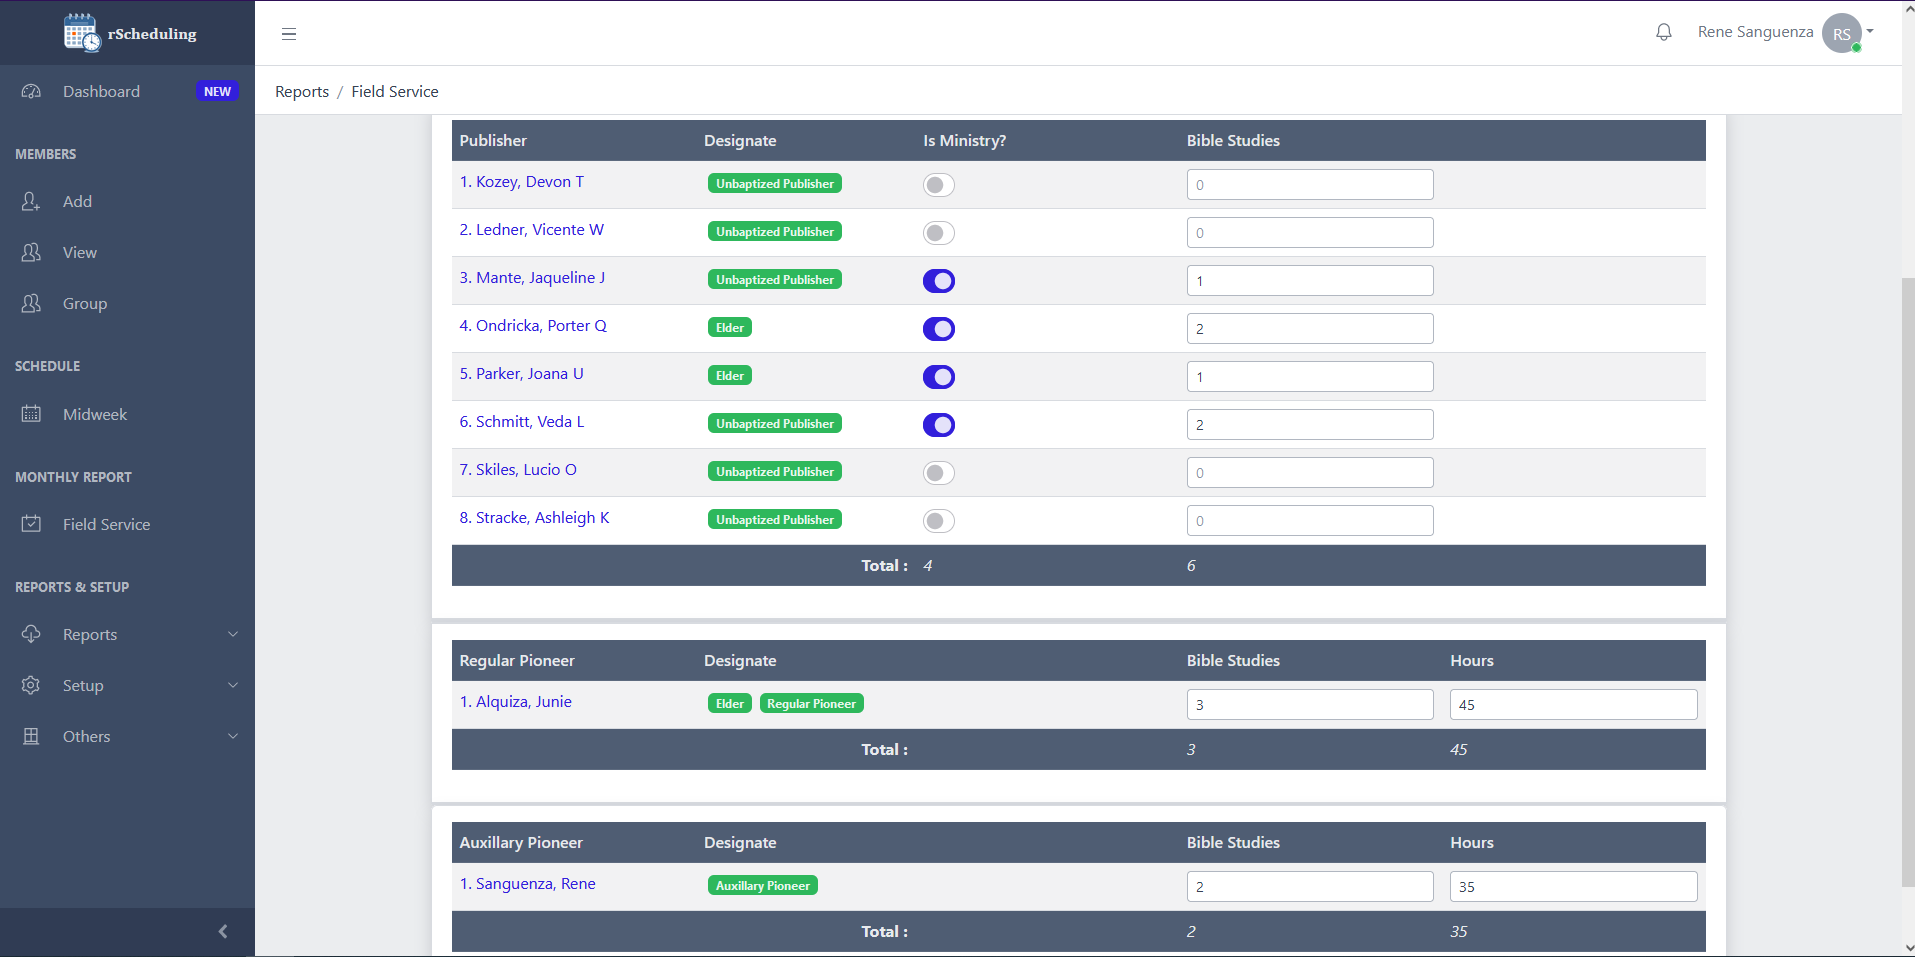 rScheduling
Rene Sanguenza RS
Dashboard NEW
Reports / Field Service
MEMBERS
Add
View
Group
SCHEDULE
Midweek
MONTHLY REPORT
Field Service
REPORTS & SETUP
Reports
Setup
Others
Publisher Designate Is Ministry? Bible Studies
1. Kozey, Devon T Unbaptized Publisher 0
2. Ledner, Vicente W Unbaptized Publisher 0
3. Mante, Jaqueline J Unbaptized Publisher 1
4. Ondricka, Porter Q Elder 2
5. Parker, Joana U Elder 1
6. Schmitt, Veda L Unbaptized Publisher 2
7. Skiles, Lucio O Unbaptized Publisher 0
8. Stracke, Ashleigh K Unbaptized Publisher 0
Total : 4 6
Regular Pioneer Designate Bible Studies Hours
1. Alquiza, Junie Elder Regular Pioneer 3 45
Total : 3 45
Auxillary Pioneer Designate Bible Studies Hours
1. Sanguenza, Rene Auxillary Pioneer 2 35
Total : 2 35